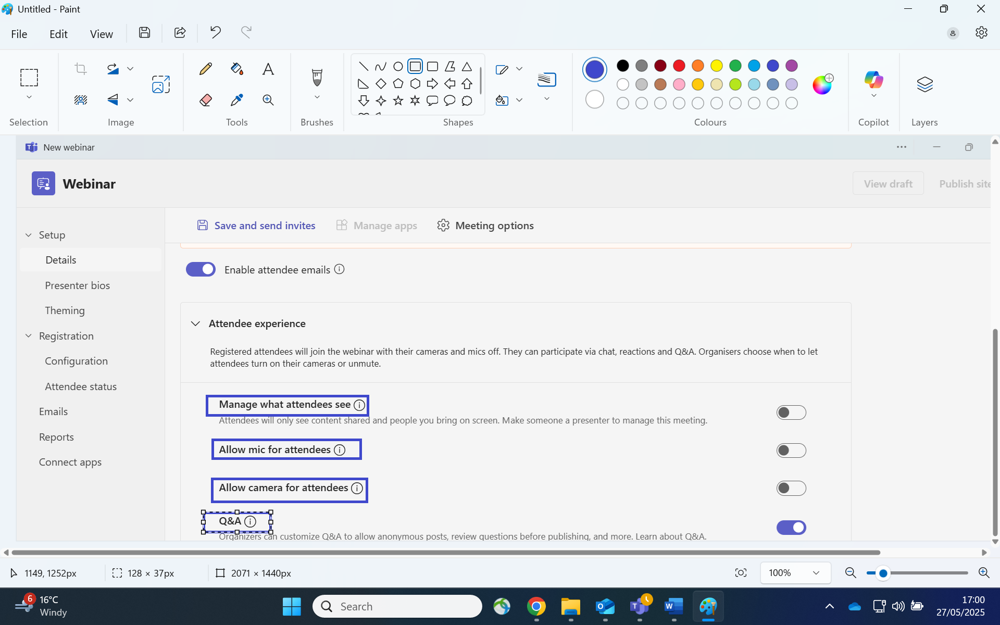 Untitled - Paint
File Edit View
Selection Image Tools Brushes Shapes Colours Copilot Layers
New webinar
Webinar
View draft Publish site
Save and send invites Manage apps Meeting options
Setup
Details
Presenter bios
Theming
Registration
Configuration
Attendee status
Emails
Reports
Connect apps
Enable attendee emails
Attendee experience
Registered attendees will join the webinar with their cameras and mics off. They can participate via chat, reactions and Q&A. Organisers choose when to let
attendees turn on their cameras or unmute.
Manage what attendees see
Attendees will only see content shared and people you bring on screen. Make someone a presenter to manage this meeting.
Allow mic for attendees
Allow camera for attendees
Q&A
Organizers can customize Q&A to allow anonymous posts, review questions before publishing, and more. Learn about Q&A.
1149, 1252px 128 × 37px 2071 × 1440px 100%
6
16°C
Windy
Search
17:00
27/05/2025